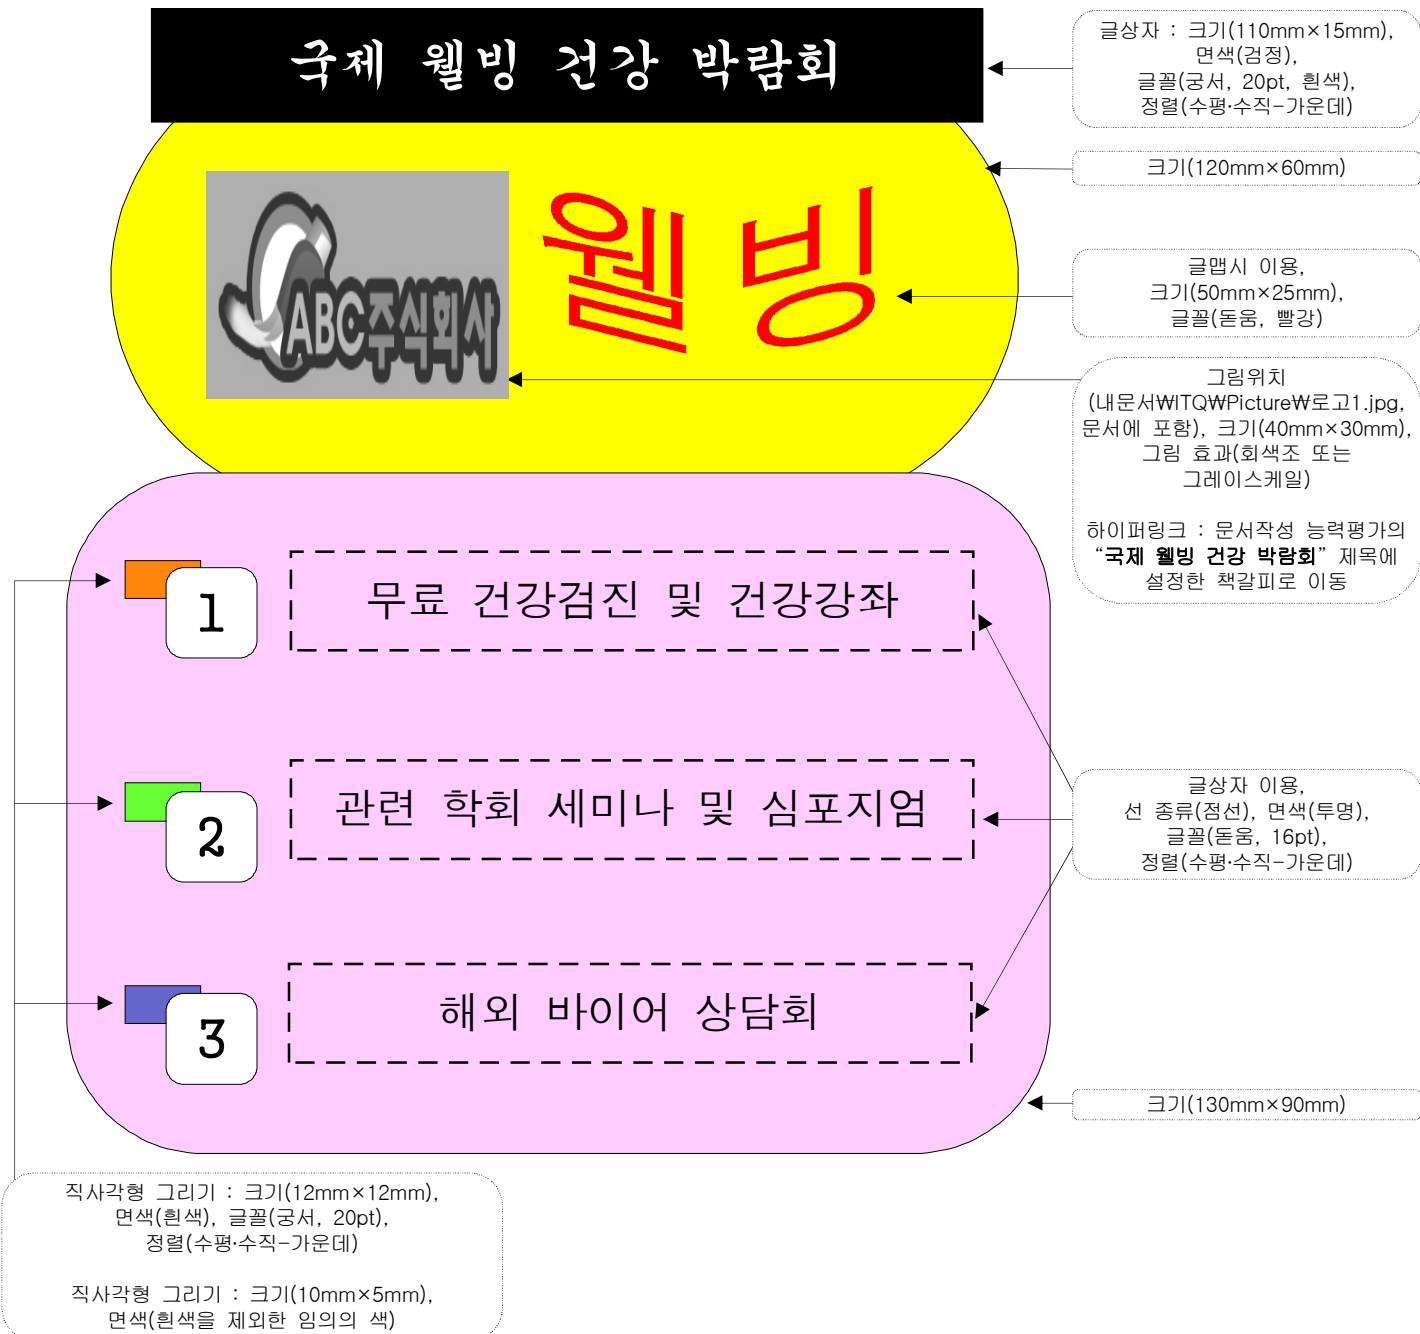 국제 웰빙 건강 박람회
글상자 : 크기(110mm×15mm),
면색(검정),
글꼴(궁서, 20pt, 흰색),
정렬(수평·수직-가운데)
크기(120mm×60mm)
ABC주식회사
웰빙
글맵시 이용,
크기(50mm×25mm),
글꼴(돋움, 빨강)
그림위치
(내문서₩ITQ₩Picture₩로고1.jpg,
문서에 포함), 크기(40mm×30mm),
그림 효과(회색조 또는
그레이스케일)
하이퍼링크 : 문서작성 능력평가의
“국제 웰빙 건강 박람회” 제목에
설정한 책갈피로 이동
1
무료 건강검진 및 건강강좌
2
관련 학회 세미나 및 심포지엄
글상자 이용,
선 종류(점선), 면색(투명),
글꼴(돋움, 16pt),
정렬(수평·수직-가운데)
3
해외 바이어 상담회
크기(130mm×90mm)
직사각형 그리기 : 크기(12mm×12mm),
면색(흰색), 글꼴(궁서, 20pt),
정렬(수평·수직-가운데)
직사각형 그리기 : 크기(10mm×5mm),
면색(흰색을 제외한 임의의 색)